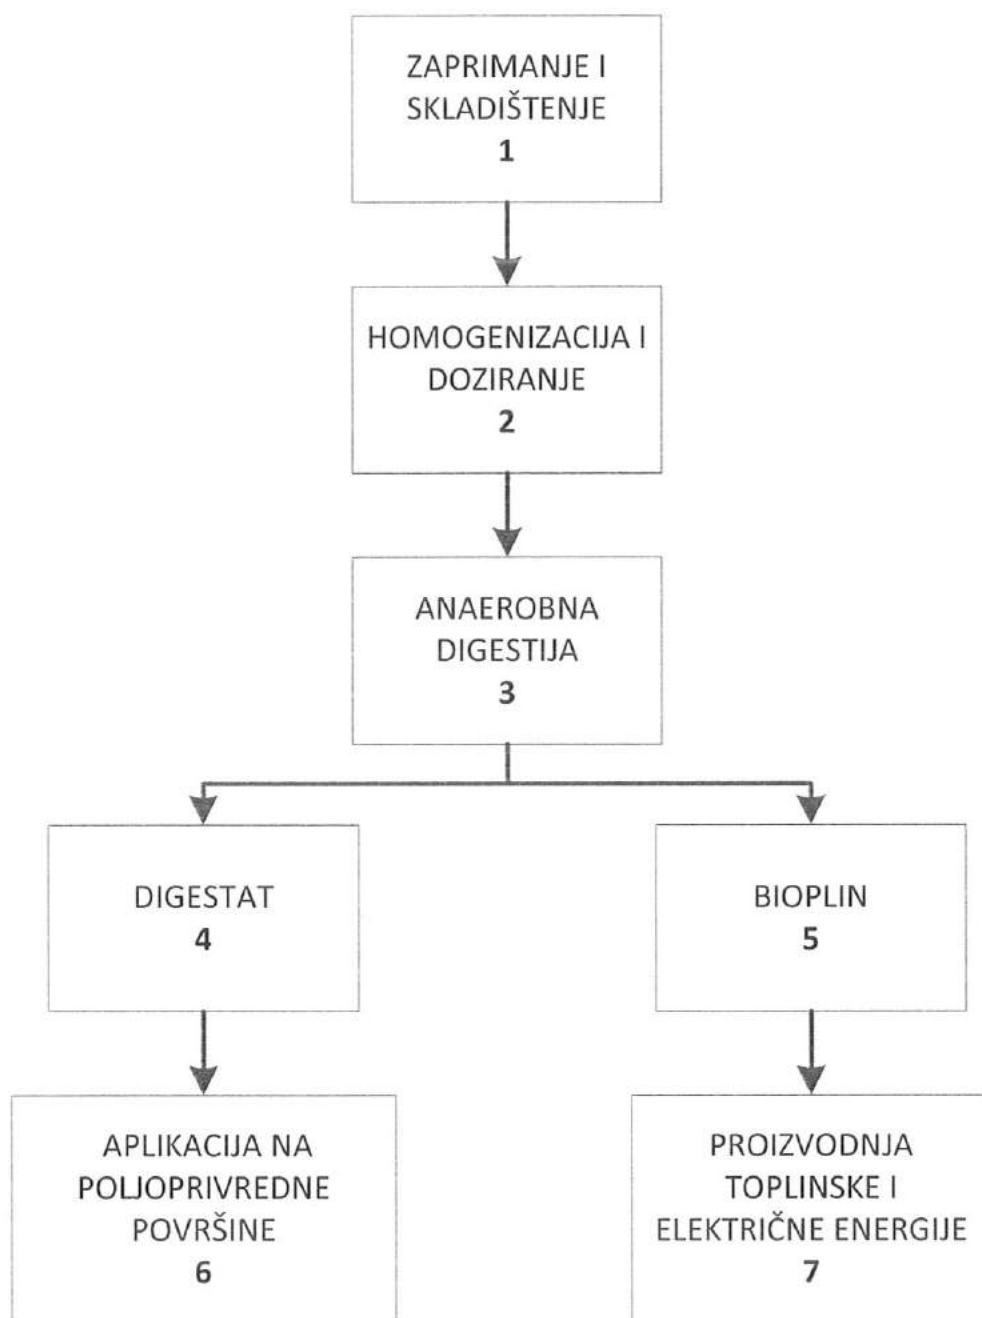 ZAPRIMANJE I
SKLADIŠTENJE
1
HOMOGENIZACIJA I
DOZIRANJE
2
ANAEROBNA
DIGESTIJA
3
DIGESTAT
4
BIOPLIN
5
APLIKACIJA NA
POLJOPRIVREDNE
POVRŠINE
6
PROIZVODNJA
TOPLINSKE I
ELEKTRIČNE ENERGIJE
7